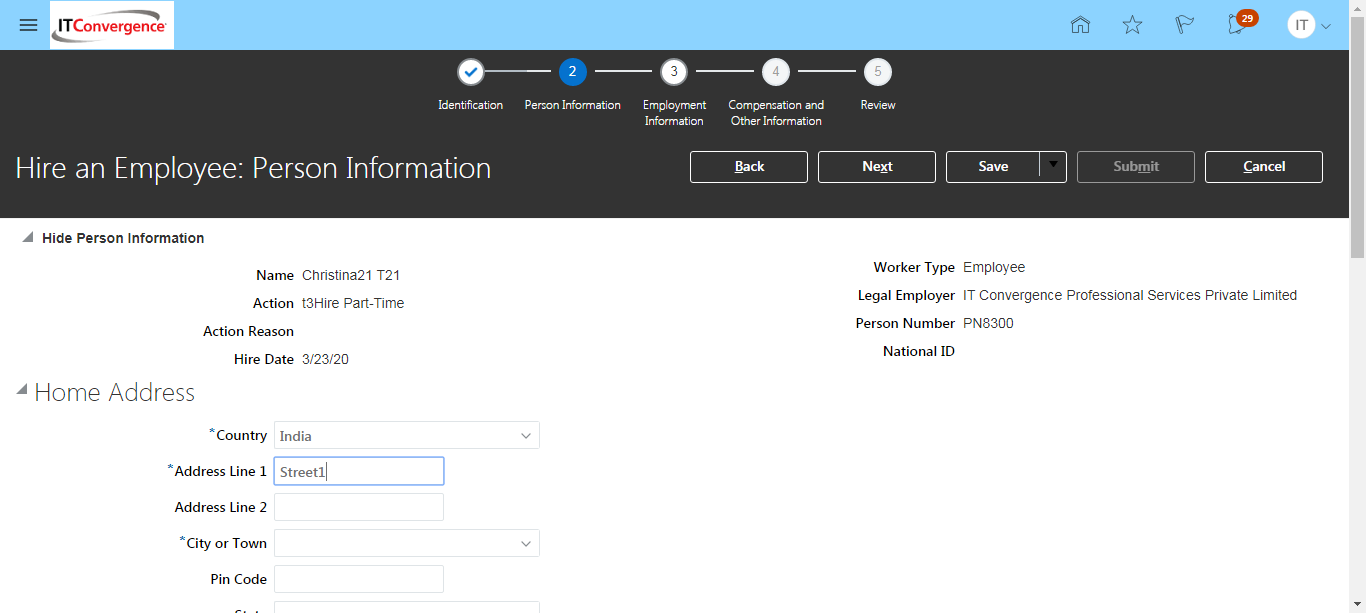 ITConvergence
29
IT
2
3
4
5
Identification
Person Information
Employment Information
Compensation and Other Information
Review
Hire an Employee: Person Information
Back
Next
Save
Submit
Cancel
Hide Person Information
Name Christina21 T21
Action t3Hire Part-Time
Action Reason
Hire Date 3/23/20
Worker Type Employee
Legal Employer IT Convergence Professional Services Private Limited
Person Number PN8300
National ID
Home Address
*Country India
*Address Line 1 Street1
Address Line 2
*City or Town
Pin Code